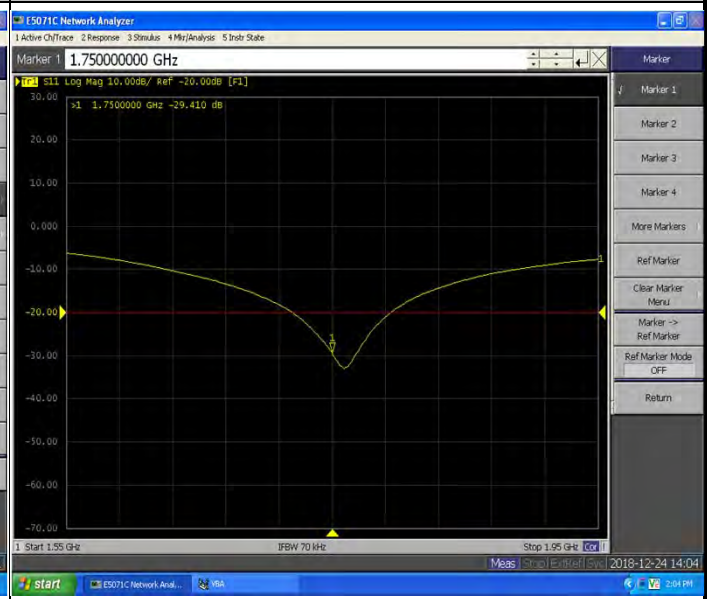 E5071C Network Analyzer
1 Active Ch/Trace 2 Response 3 Stimulus 4 Mkr/Analysis 5 Instr State
Marker 1 1.750000000 GHz
Marker
Tr1 S11 Log Mag 10.00dB/ Ref -20.00dB [F1]
>1 1.7500000 GHz -29.410 dB
30.00
20.00
10.00
0.000
-10.00
-20.00
-30.00
-40.00
-50.00
-60.00
-70.00
1
1
Marker 1
Marker 2
Marker 3
Marker 4
More Markers
Ref Marker
Clear Marker
Menu
Marker ->
Ref Marker
Ref Marker Mode
OFF
Return
1 Start 1.55 GHz IFBW 70 kHz Stop 1.95 GHz Cor !
Meas Stop ExtRef Svc 2018-12-24 14:04
start E5071C Network Anal... VBA 2:04 PM